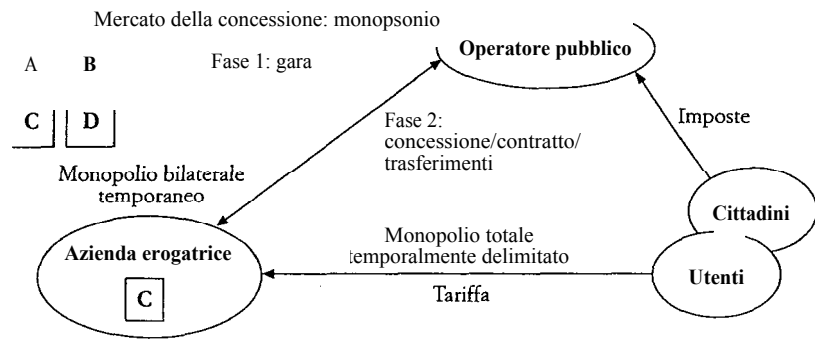 Mercato della concessione: monopsonio
Operatore pubblico
A B
Fase 1: gara
C D
Fase 2:
concessione/contratto/
trasferimenti
Imposte
Monopolio bilaterale
temporaneo
Cittadini
Azienda erogatrice
Monopolio totale
temporalmente delimitato
Utenti
C
Tariffa